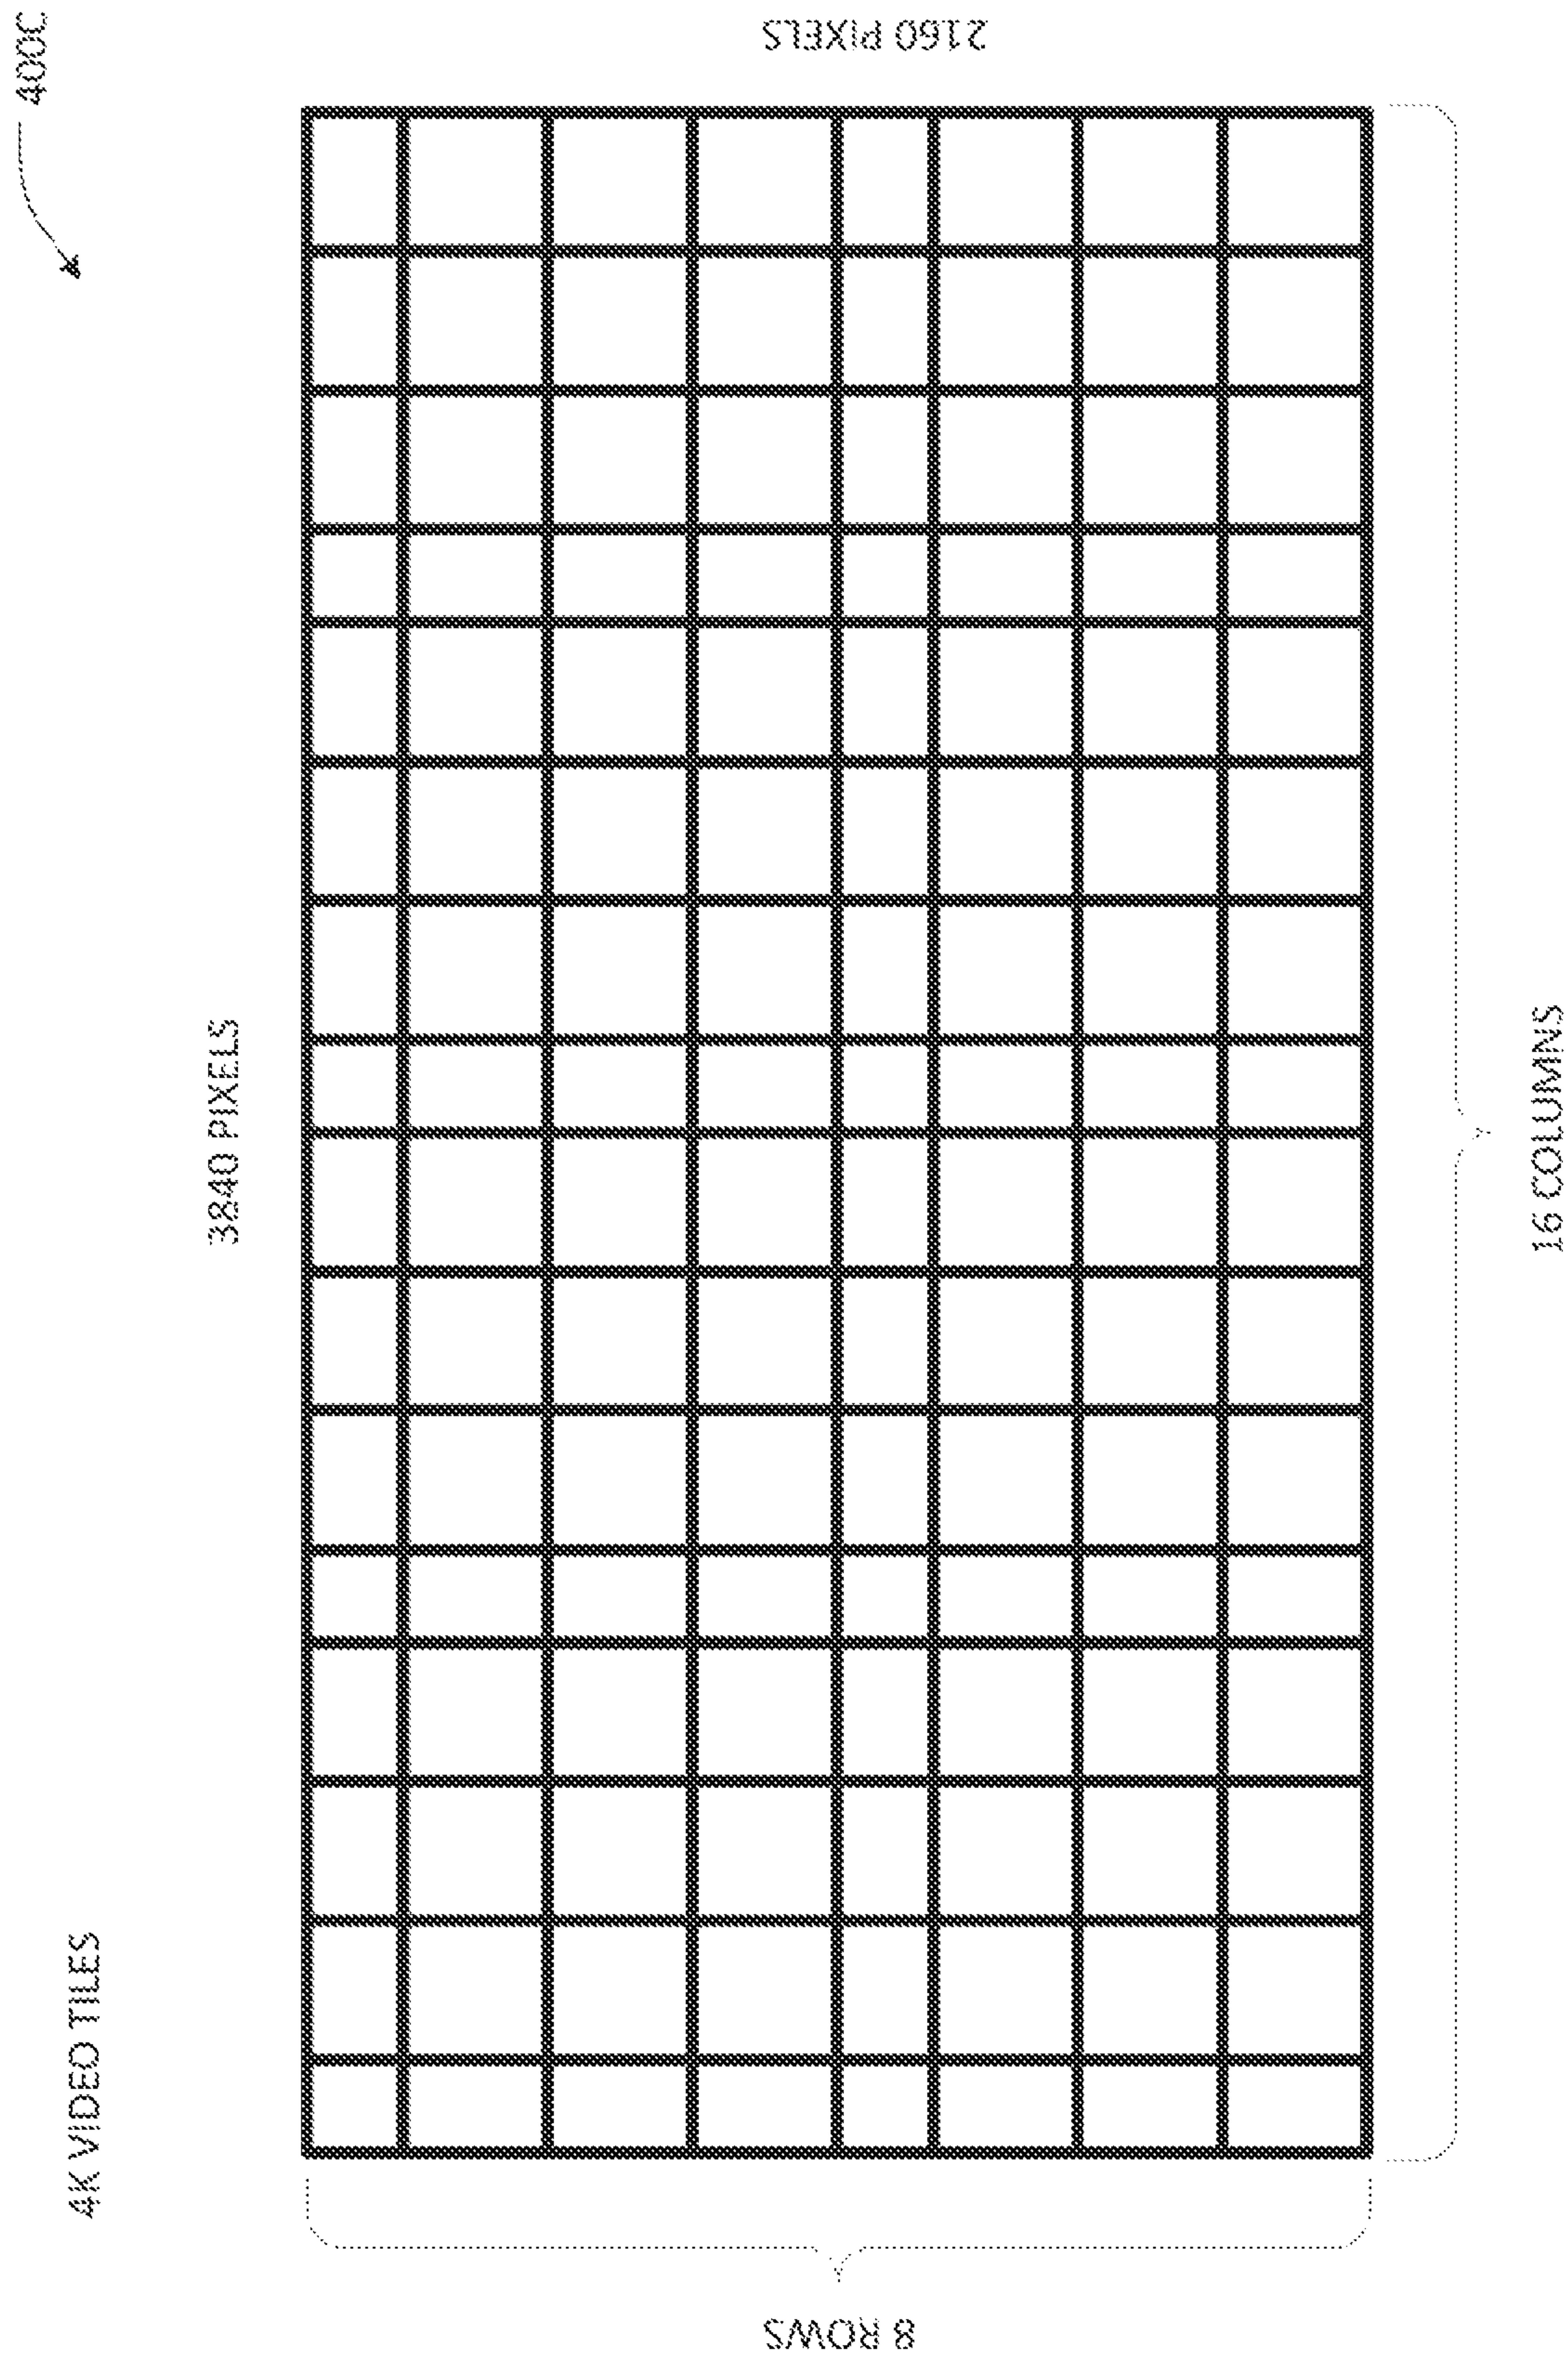 4K VIDEO TILES
400C
3840 PIXELS
2160 PIXELS
8 ROWS
16 COLUMNS